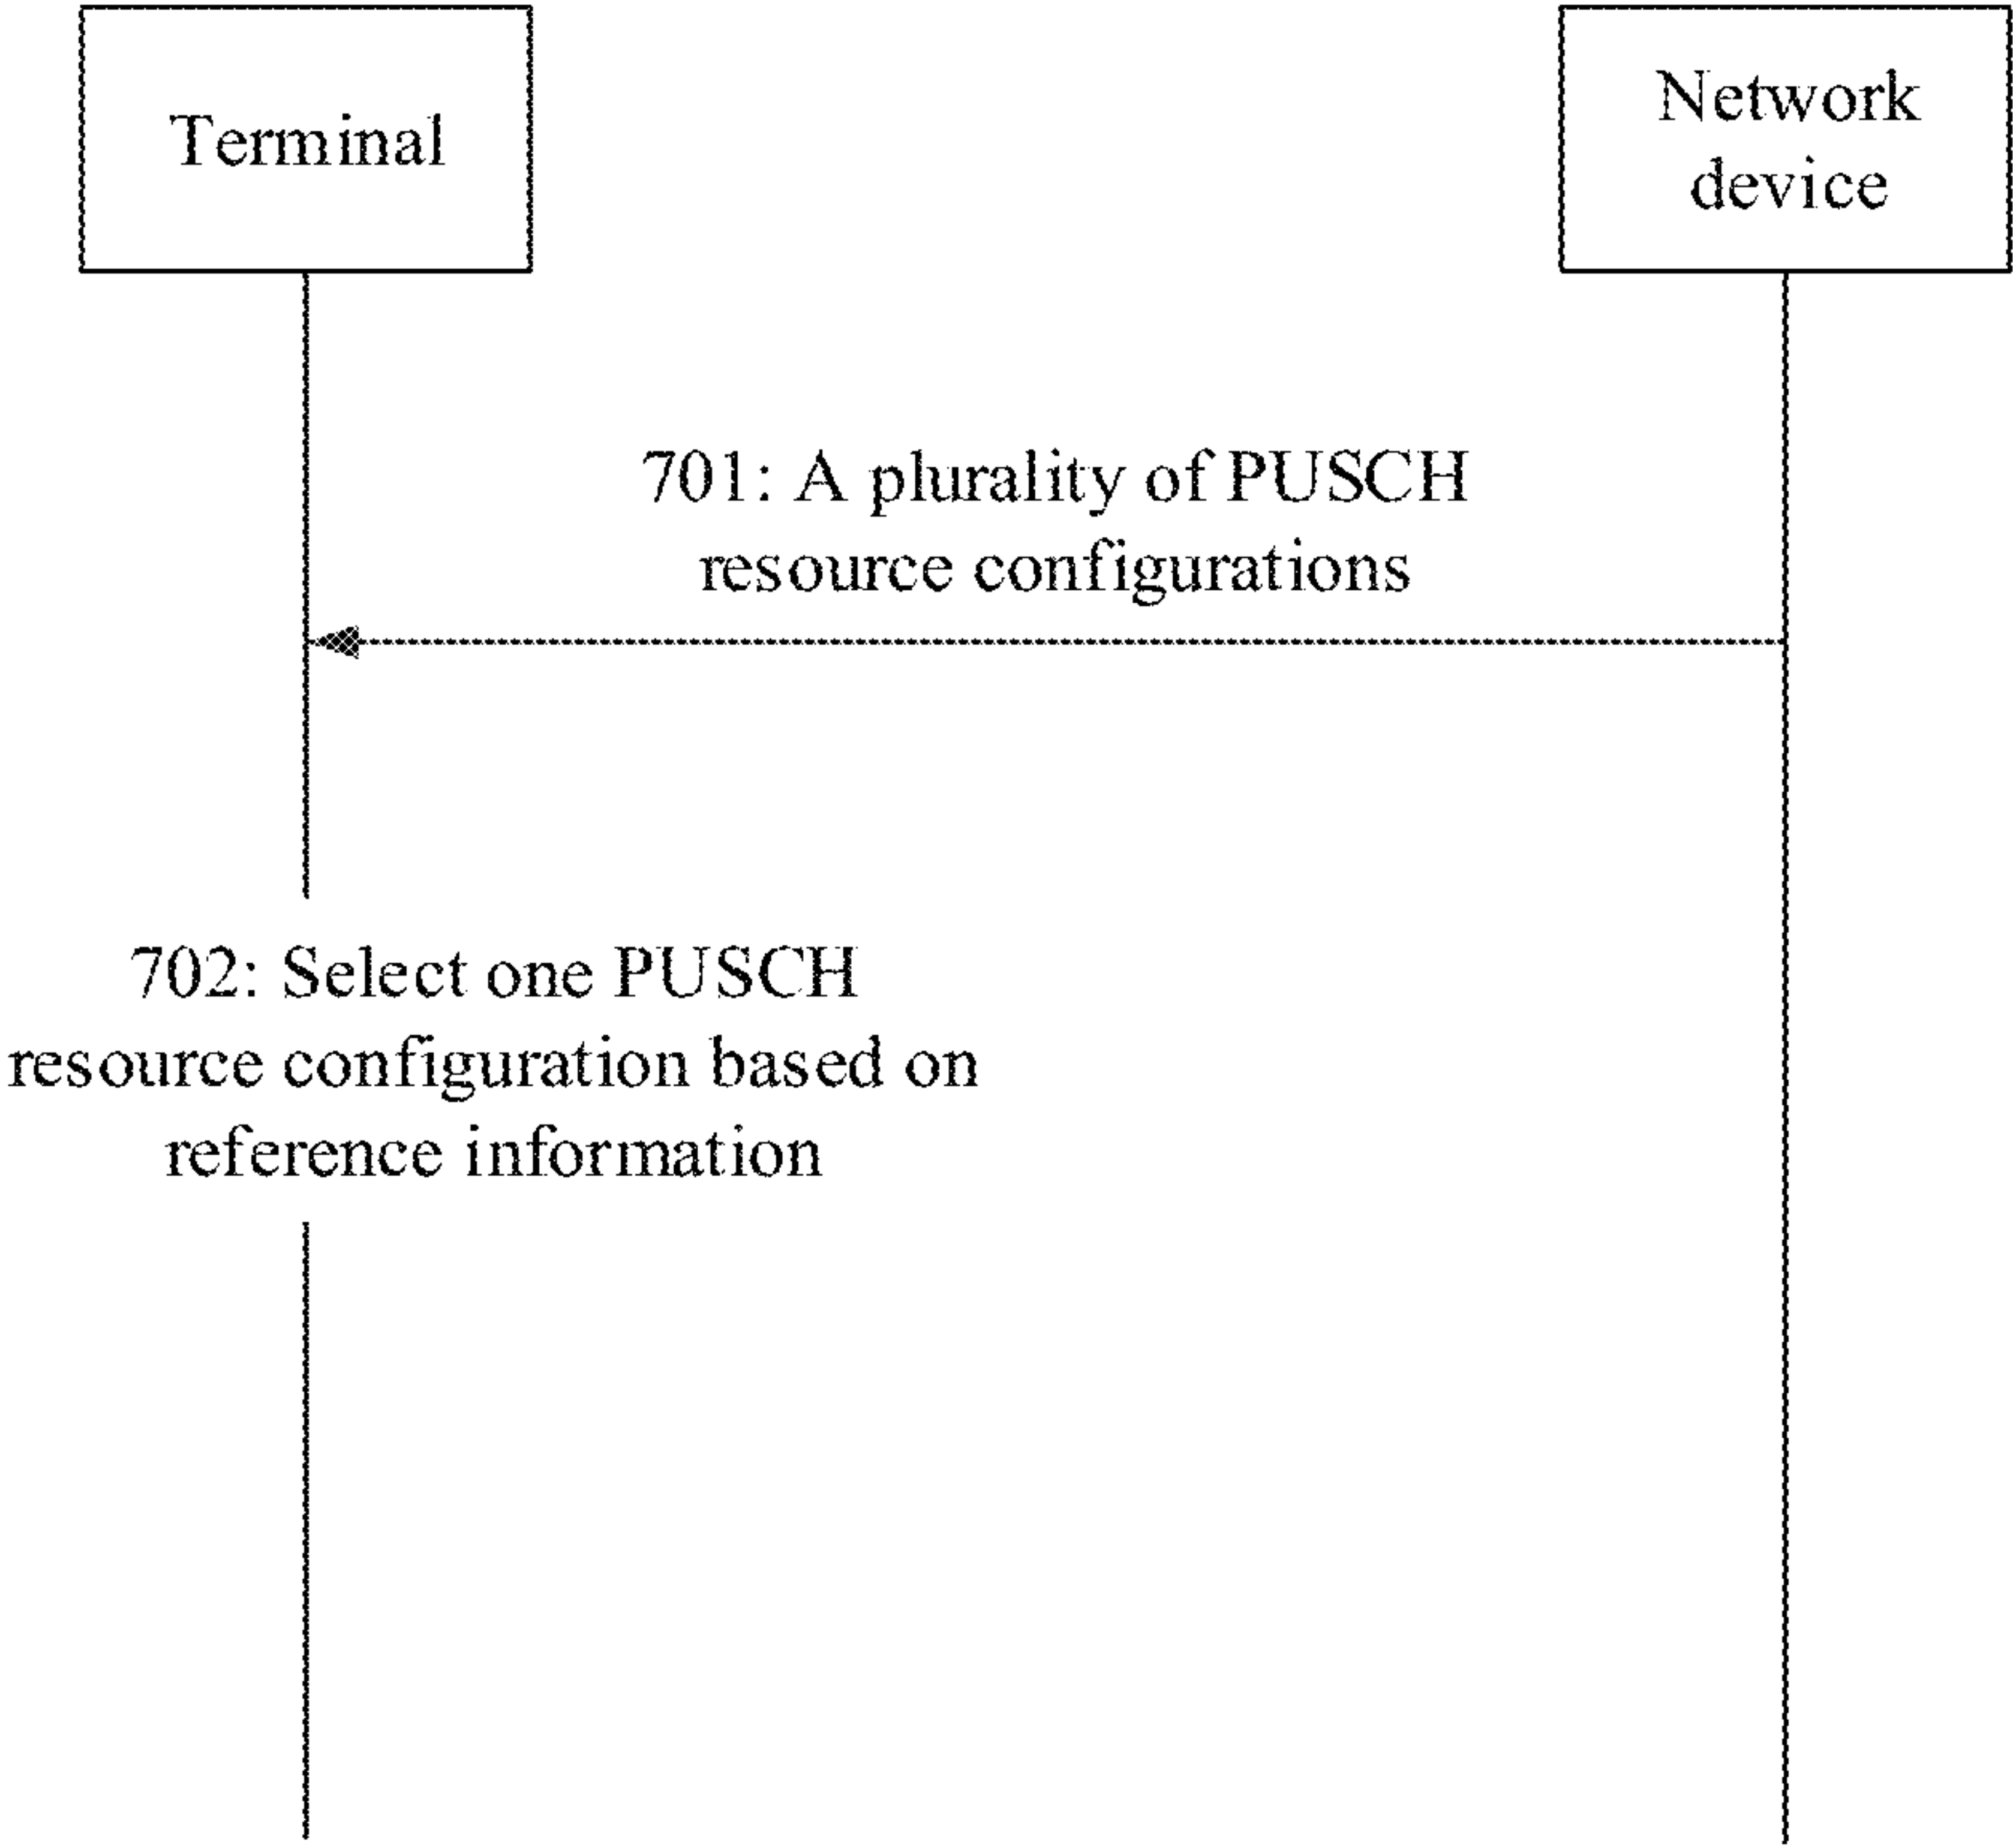 Terminal
Network
device
701: A plurality of PUSCH
resource configurations
702: Select one PUSCH
resource configuration based on
reference information